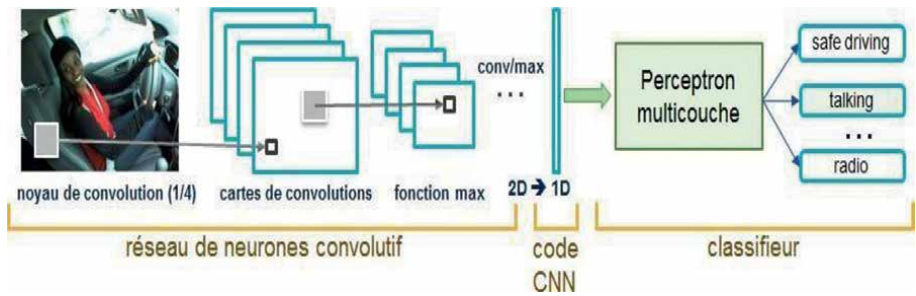 safe driving
conv/max
...
Perceptron
multicouche
talking
...
radio
noyau de convolution (1/4)
cartes de convolutions
fonction max
2D → 1D
réseau de neurones convolutif
code
CNN
classifieur